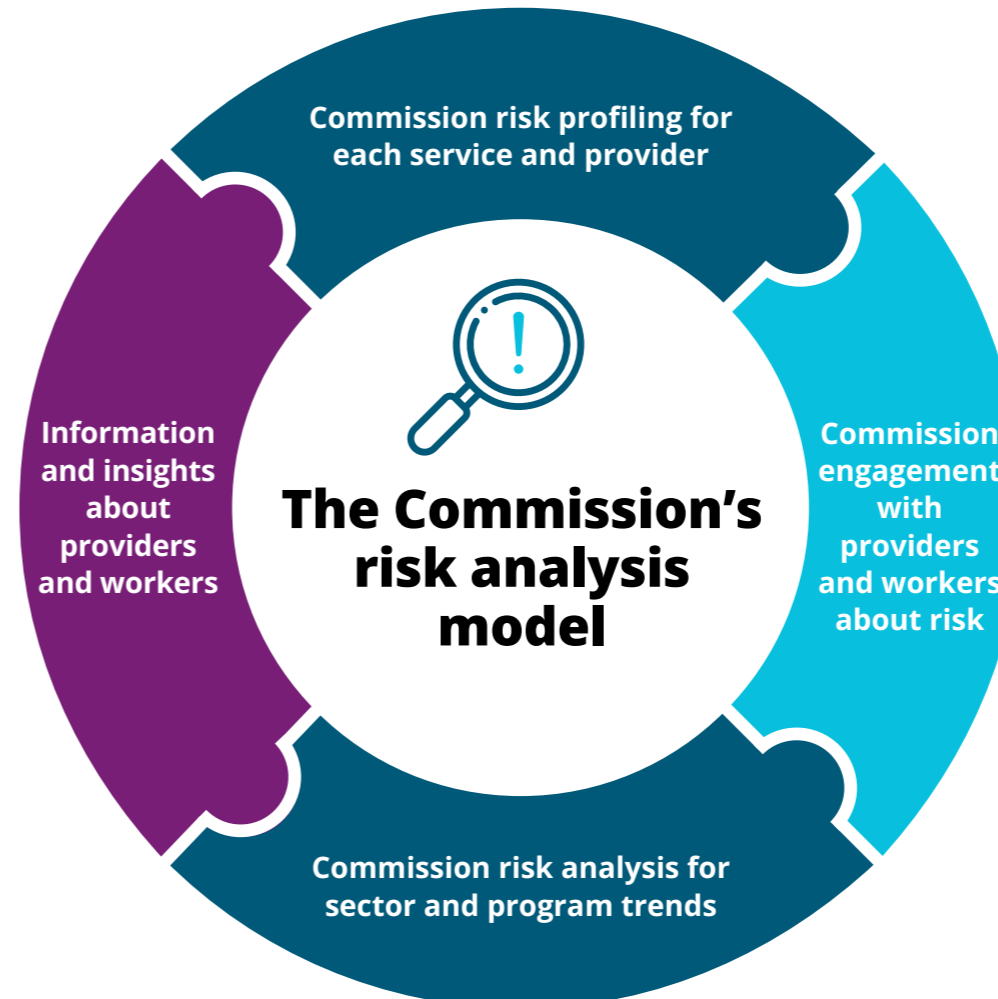 Commission risk profiling for
each service and provider
Information
and insights
about
providers
and workers
The Commission’s
risk analysis
model
Commission
engagement
with
providers
and workers
about risk
Commission risk analysis for
sector and program trends